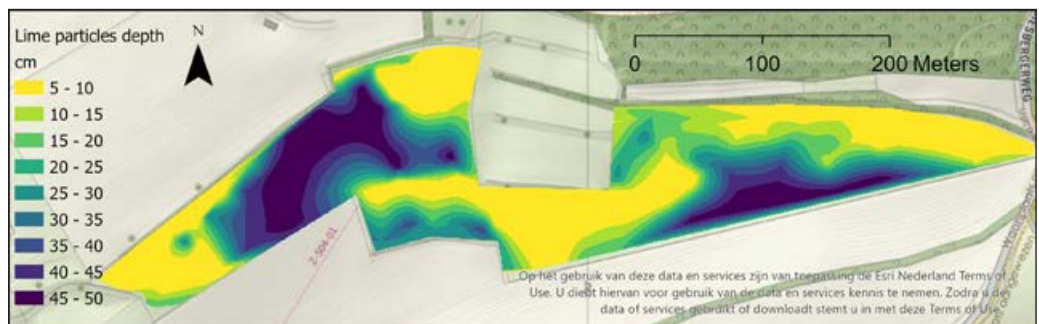 Lime particles depth
cm
5 - 10
10 - 15
15 - 20
20 - 25
25 - 30
30 - 35
35 - 40
40 - 45
45 - 50
N
0 100 200 Meters
ESBERGERWEG
Z-504-01
Op het gebruik van deze data en services zijn van toepassing de Esri Nederland Terms of
Use. U dient hiervan voor gebruik van de data en services kennis te nemen. Zodra u de
data of services gebruikt of downloadt stemt u in met deze Terms of Use